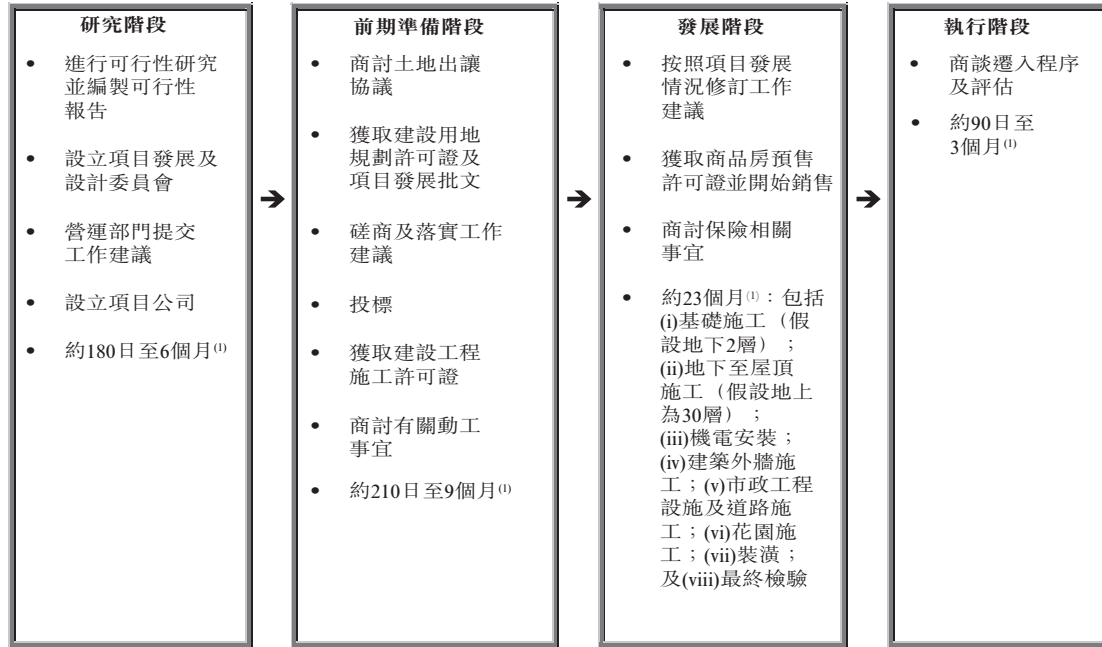 研究階段
• 進行可行性研究
並編製可行性
報告
• 設立項目發展及
設計委員會
• 營運部門提交
工作建議
• 設立項目公司
• 約180日至6個月(1)
前期準備階段
• 商討土地出讓
協議
• 獲取建設用地
規劃許可證及
項目發展批文
• 磋商及落實工作
建議
• 投標
• 獲取建設工程
施工許可證
• 商討有關動工
事宜
• 約210日至9個月(1)
發展階段
• 按照項目發展
情況修訂工作
建議
• 獲取商品房預售
許可證並開始銷售
• 商討保險相關
事宜
• 約23個月(1)：包括
(i)基礎施工（假
設地下2層）；
(ii)地下至屋頂
施工（假設地上
為30層）；
(iii)機電安裝；
(iv)建築外牆施
工；(v)市政工程
設施及道路施
工；(vi)花園施
工；(vii)裝潢；
及(viii)最終檢驗
執行階段
• 商談遷入程序
及評估
• 約90日至
3個月(1)